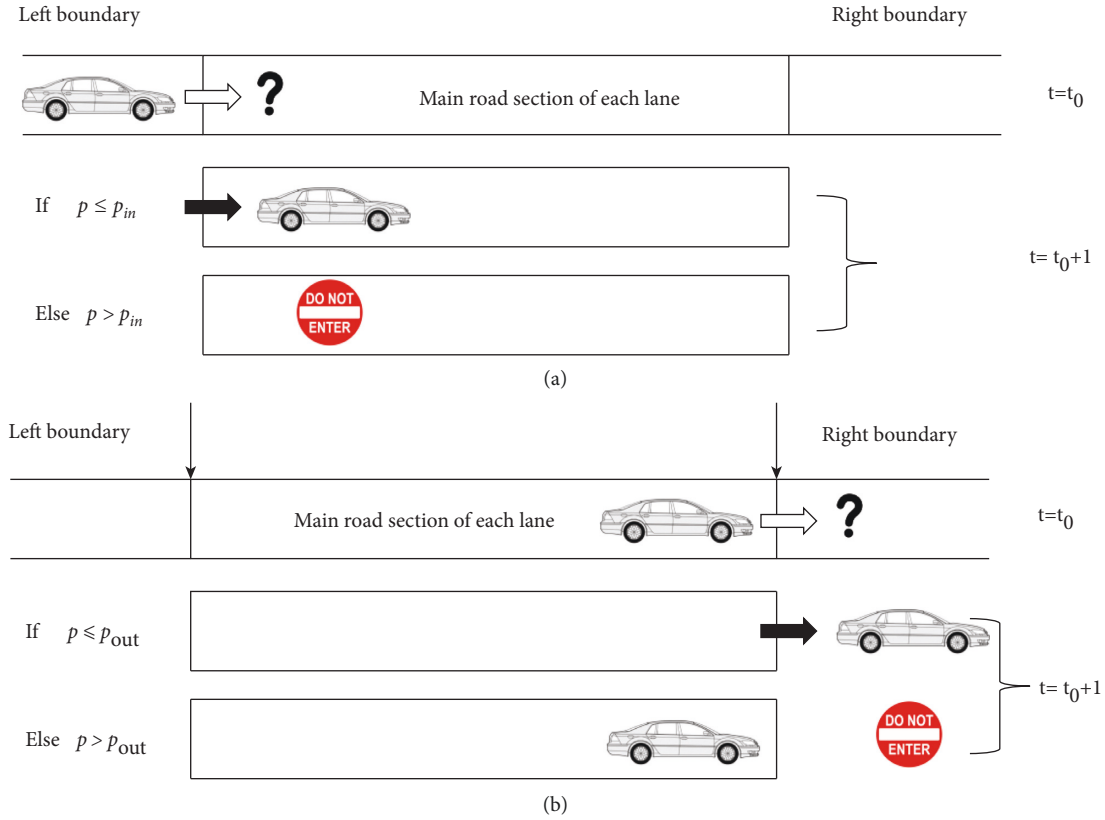 Left boundary
Right boundary
?
Main road section of each lane
t=t0
If p ≤ pin
t= t0+1
DO NOT
ENTER
Else p > pin
(a)
Left boundary
Right boundary
Main road section of each lane
?
t=t0
If p ⩽ pout
t= t0+1
Else p > pout
DO NOT
ENTER
(b)